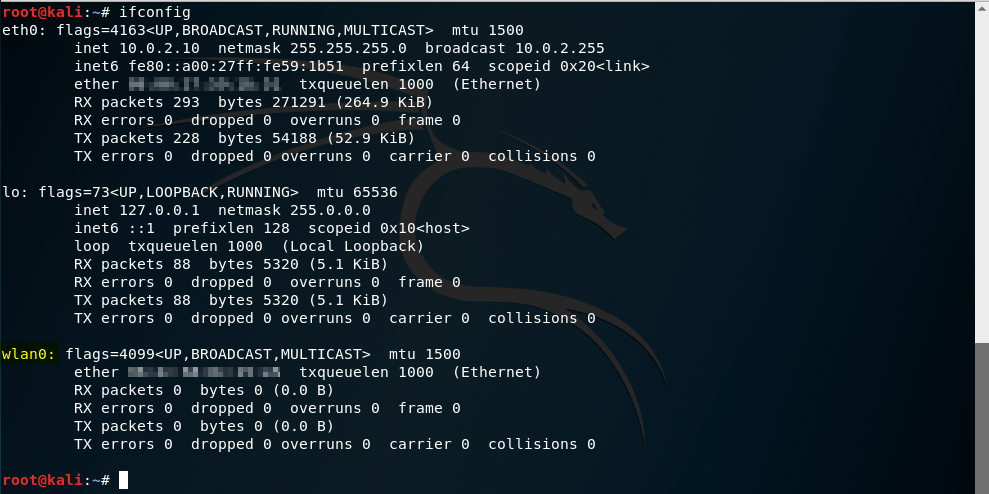 root@kali:~# ifconfig
eth0: flags=4163<UP,BROADCAST,RUNNING,MULTICAST>  mtu 1500
        inet 10.0.2.10  netmask 255.255.255.0  broadcast 10.0.2.255
        inet6 fe80::a00:27ff:fe59:1b51  prefixlen 64  scopeid 0x20<link>
        ether  txqueuelen 1000  (Ethernet)
        RX packets 293  bytes 271291 (264.9 KiB)
        RX errors 0  dropped 0  overruns 0  frame 0
        TX packets 228  bytes 54188 (52.9 KiB)
        TX errors 0  dropped 0 overruns 0  carrier 0  collisions 0

lo: flags=73<UP,LOOPBACK,RUNNING>  mtu 65536
        inet 127.0.0.1  netmask 255.0.0.0
        inet6 ::1  prefixlen 128  scopeid 0x10<host>
        loop  txqueuelen 1000  (Local Loopback)
        RX packets 88  bytes 5320 (5.1 KiB)
        RX errors 0  dropped 0  overruns 0  frame 0
        TX packets 88  bytes 5320 (5.1 KiB)
        TX errors 0  dropped 0 overruns 0  carrier 0  collisions 0

wlan0: flags=4099<UP,BROADCAST,MULTICAST>  mtu 1500
        ether  txqueuelen 1000  (Ethernet)
        RX packets 0  bytes 0 (0.0 B)
        RX errors 0  dropped 0  overruns 0  frame 0
        TX packets 0  bytes 0 (0.0 B)
        TX errors 0  dropped 0 overruns 0  carrier 0  collisions 0

root@kali:~#